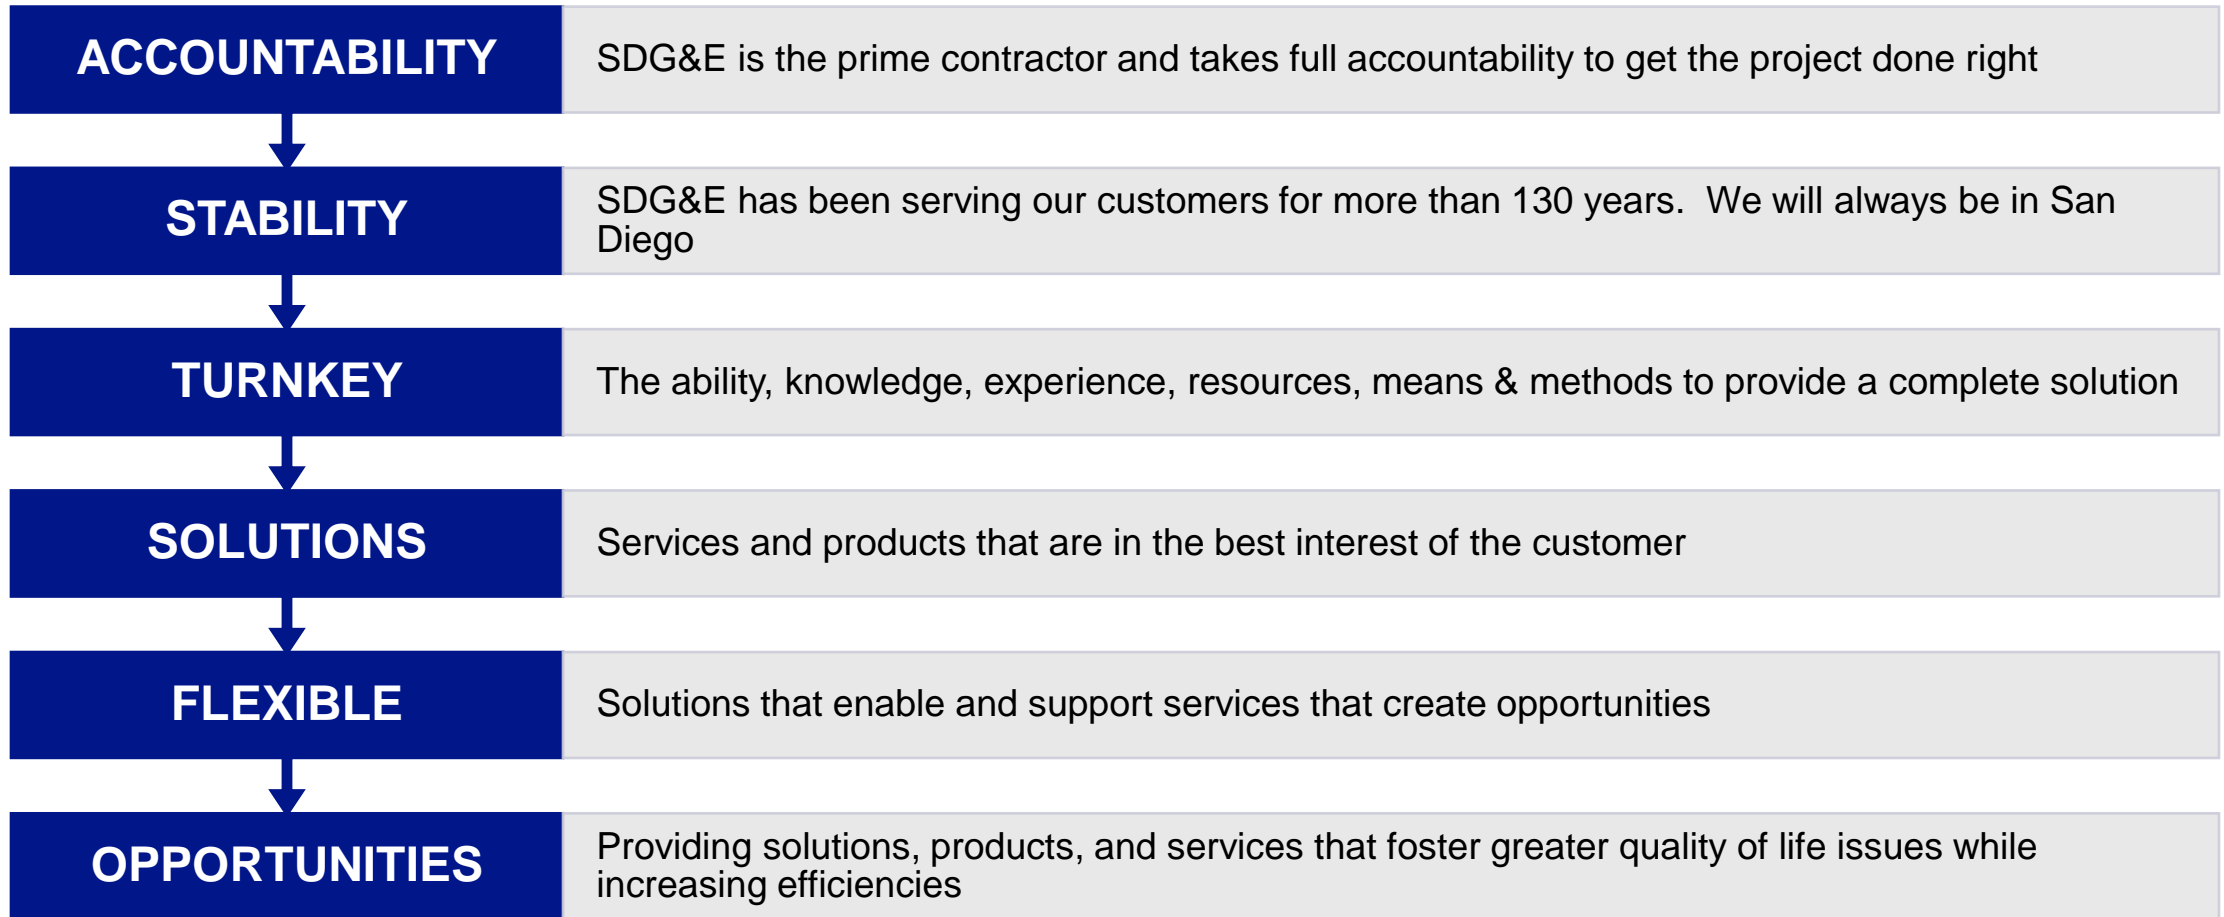 ACCOUNTABILITY
SDG&E is the prime contractor and takes full accountability to get the project done right
STABILITY
SDG&E has been serving our customers for more than 130 years.  We will always be in San
Diego
TURNKEY
The ability, knowledge, experience, resources, means & methods to provide a complete solution
SOLUTIONS
Services and products that are in the best interest of the customer
FLEXIBLE
Solutions that enable and support services that create opportunities
OPPORTUNITIES
Providing solutions, products, and services that foster greater quality of life issues while
increasing efficiencies